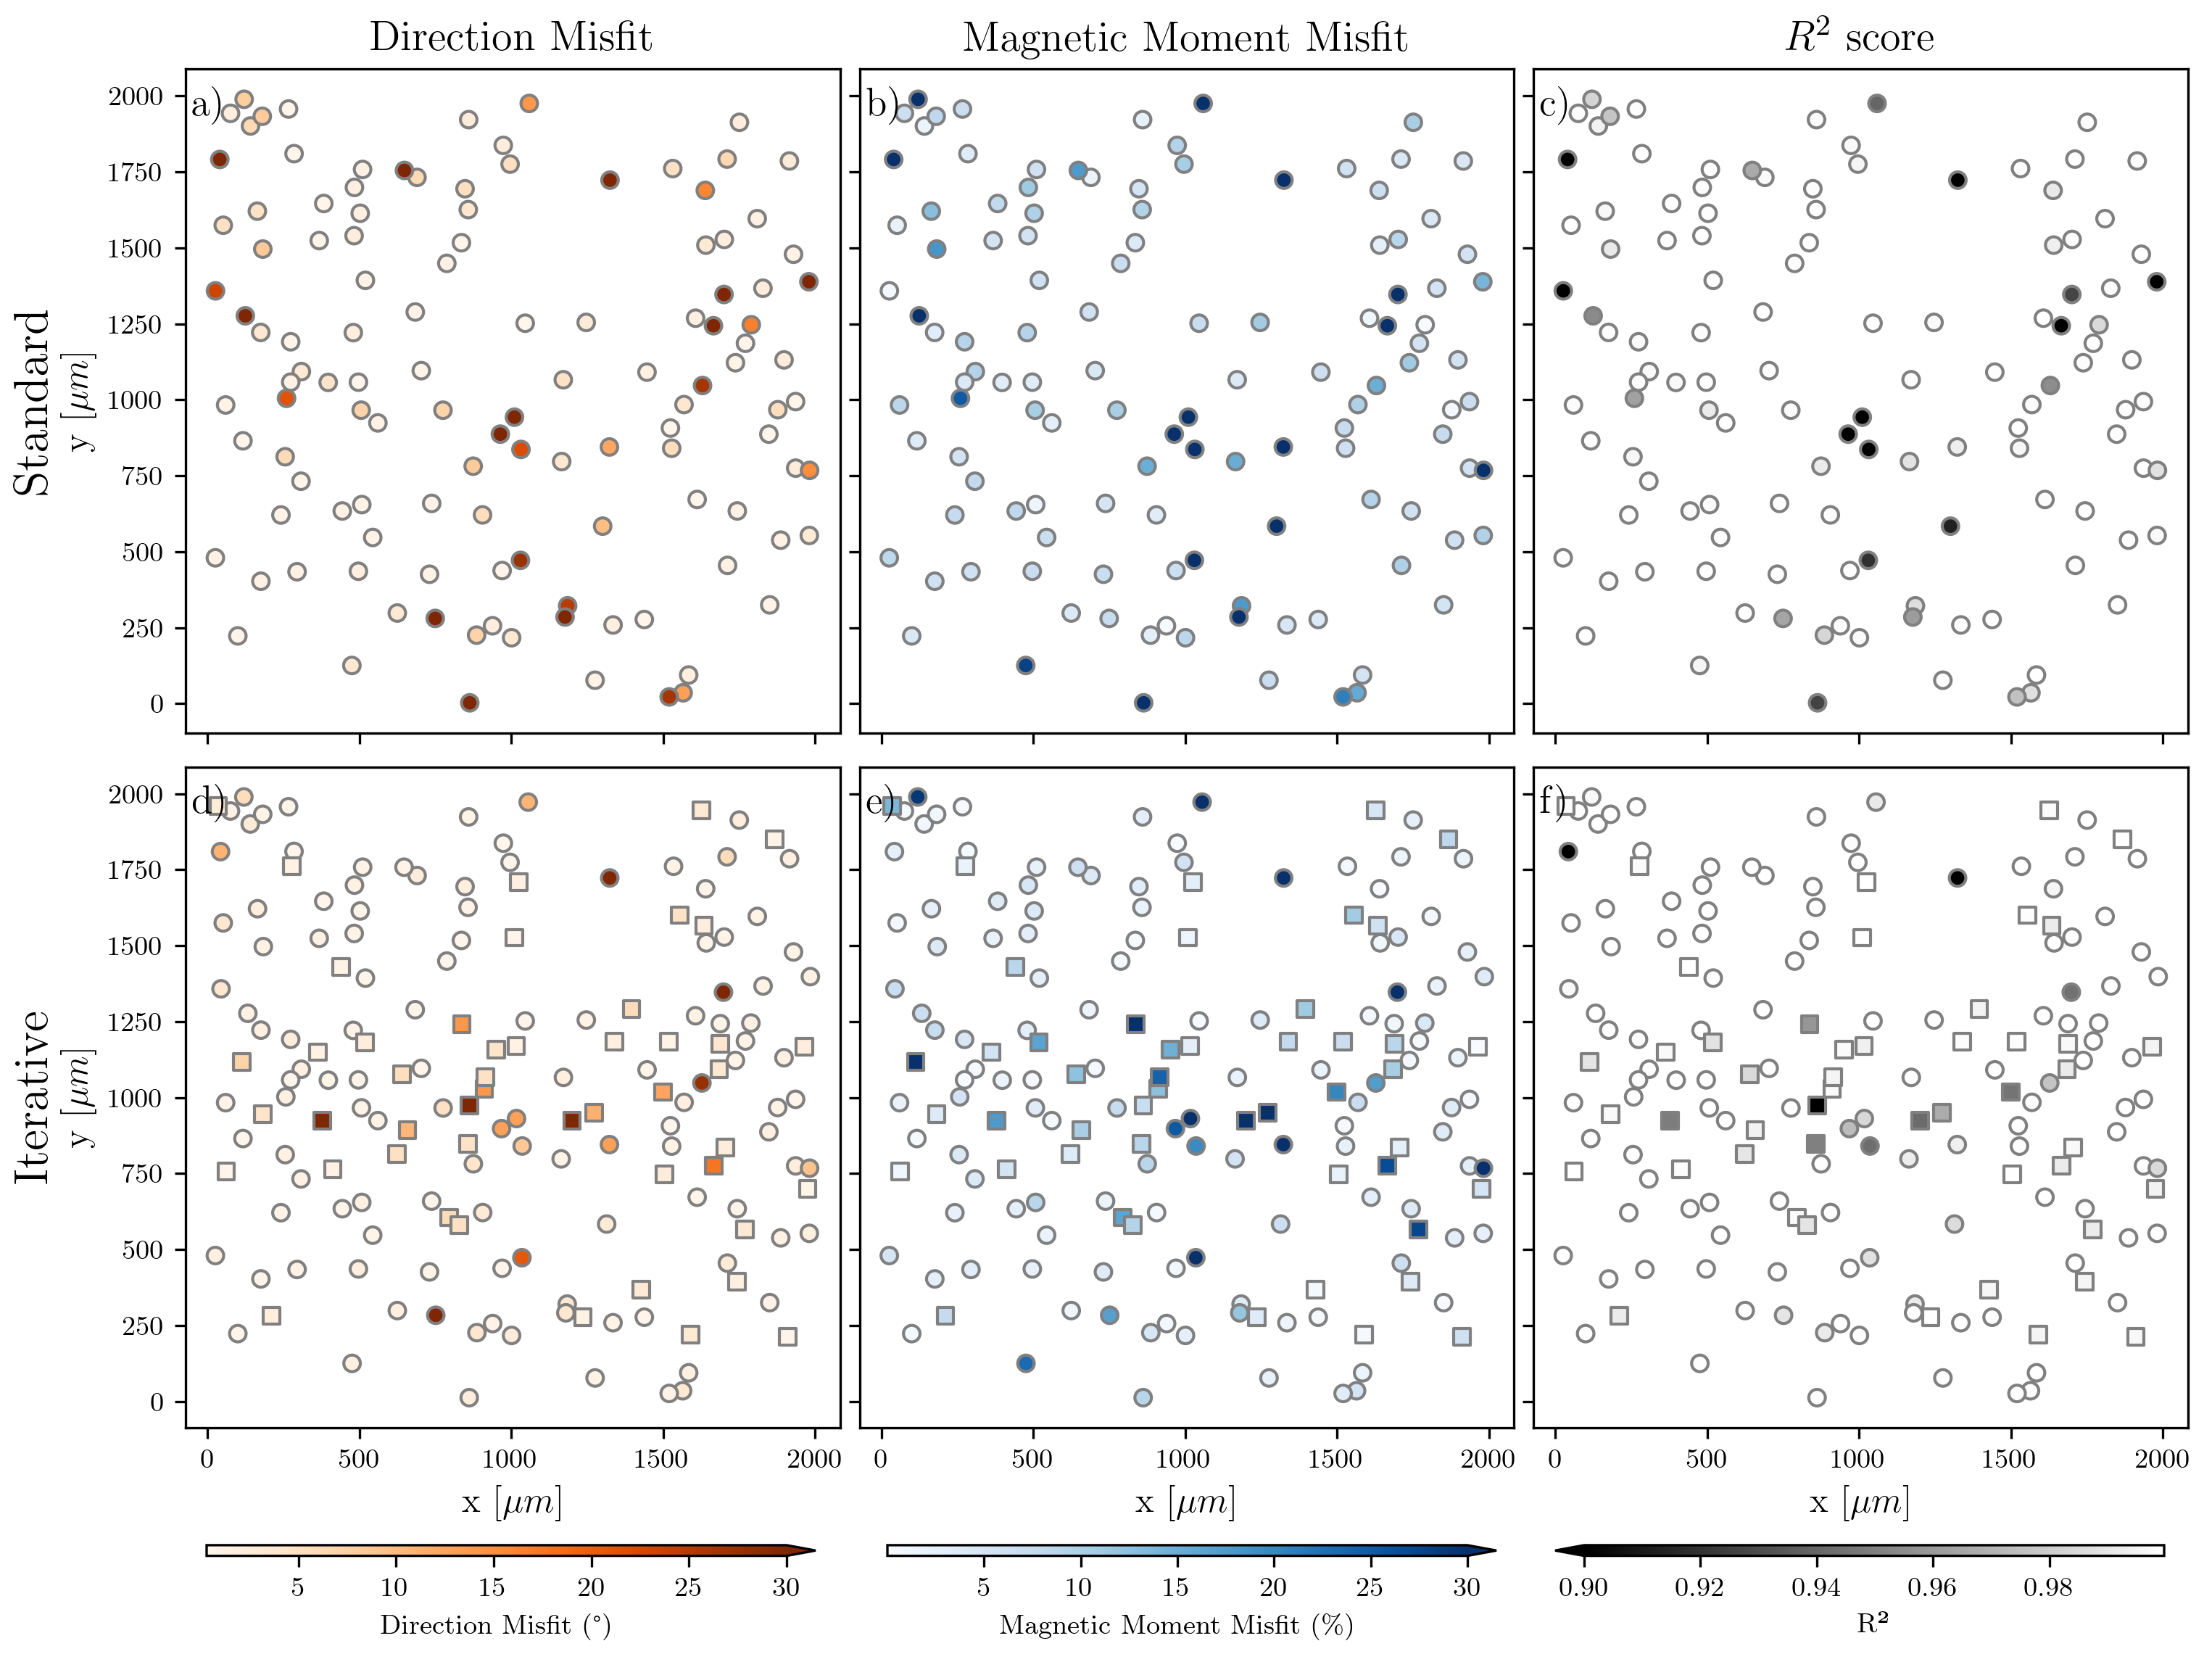 Direction Misfit
Magnetic Moment Misfit
R² score
a)
b)
c)
Standard
y [μm]
2000
1750
1500
1250
1000
750
500
250
0
d)
e)
f)
Iterative
y [μm]
2000
1750
1500
1250
1000
750
500
250
0
0 500 1000 1500 2000
0 500 1000 1500 2000
0 500 1000 1500 2000
x [μm]
x [μm]
x [μm]
5 10 15 20 25 30
5 10 15 20 25 30
0.90 0.92 0.94 0.96 0.98
Direction Misfit (°)
Magnetic Moment Misfit (%)
R²